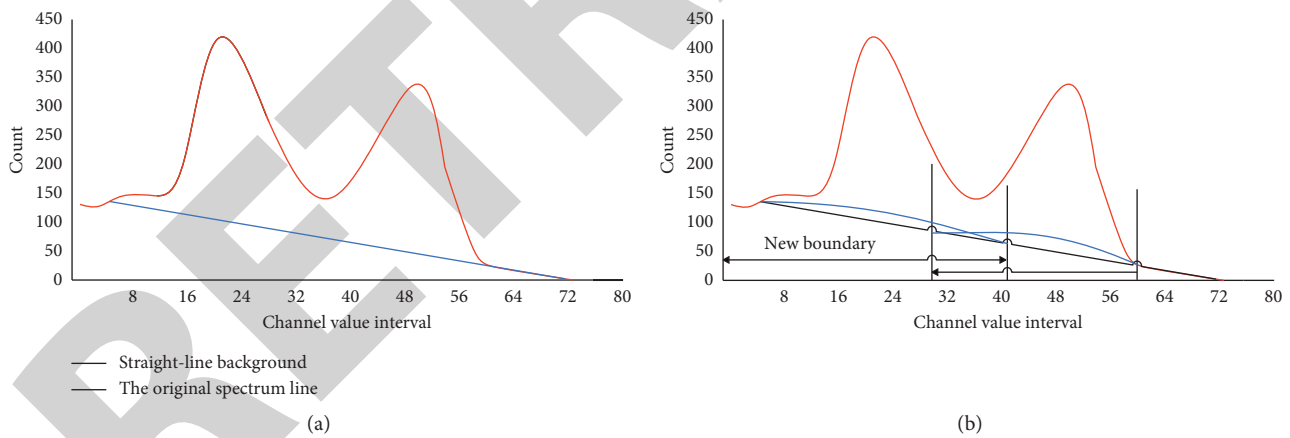 450
400
350
300
250
200
150
100
50
0
Count
8 16 24 32 40 48 56 64 72 80
Channel value interval
Straight-line background
The original spectrum line
(a)
450
400
350
300
250
200
150
100
50
0
Count
New boundary
8 16 24 32 40 48 56 64 72 80
Channel value interval
(b)
RETR